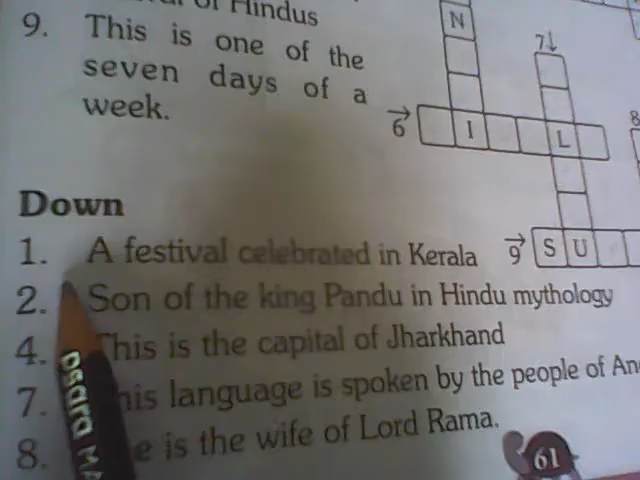 of Hindus
9. This is one of the
seven days of a
week.
N
7↓
→6 I L
8
→9 S U
Down
1. A festival celebrated in Kerala
2. Son of the king Pandu in Hindu mythology
4. This is the capital of Jharkhand
7. his language is spoken by the people of An
8. e is the wife of Lord Rama.
61